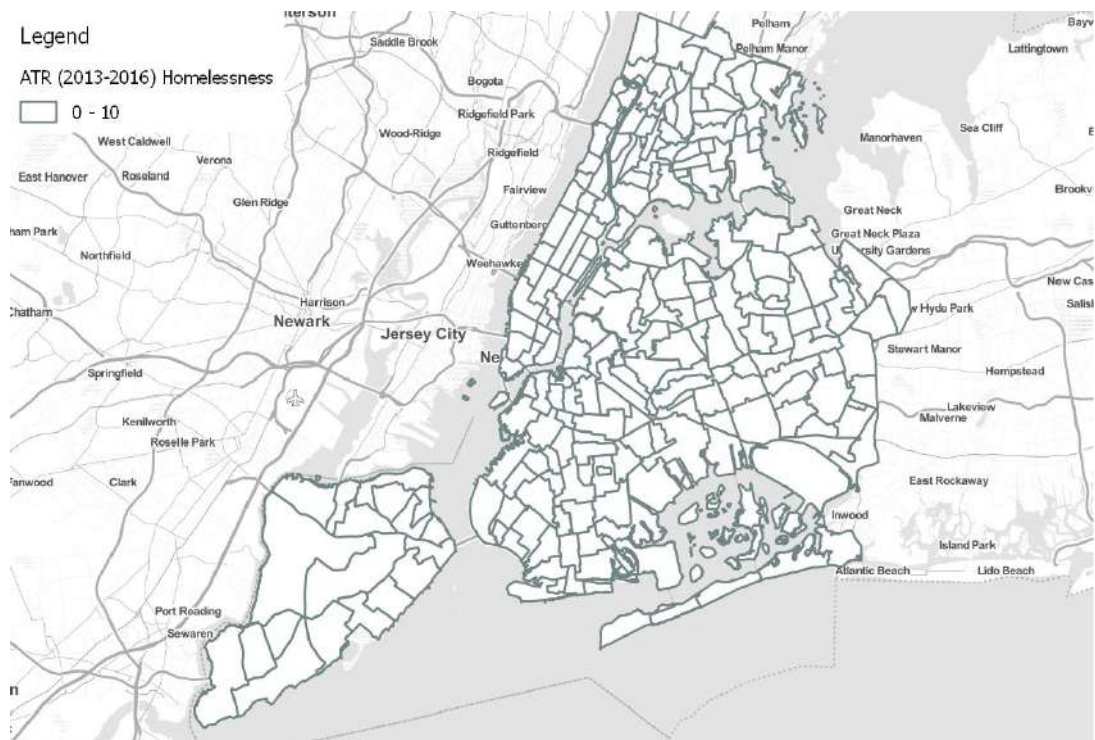 Legend
ATR (2013-2016) Homelessness
0 - 10
Pelham
Saddle Brook
Pelham Manor
Lattingtown
Bogota
Ridgefield Park
Wood-Ridge
Sea Cliff
West Caldwell
Manorhaven
Verona
Ridgefield
East Hanover
Roseland
Fairview
Glen Ridge
Great Neck
Great Neck Plaza
Northfield
Harrison
Newark
Jersey City
Hyde Park
Stewart Manor
Springfield
Hempstead
Lakeview
Malverne
Kenilworth
Roselle Park
Clark
East Rockaway
Inwood
Island Park
Atlantic Beach
Lido Beach
Port Reading
Sewaren